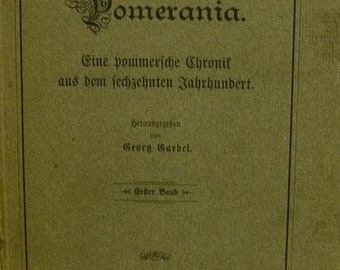 Pomerania.
Eine pommersche Chronik
aus dem sechzehnten Jahrhundert.
Herausgegeben
von
Georg Gaebel.
Erster Band